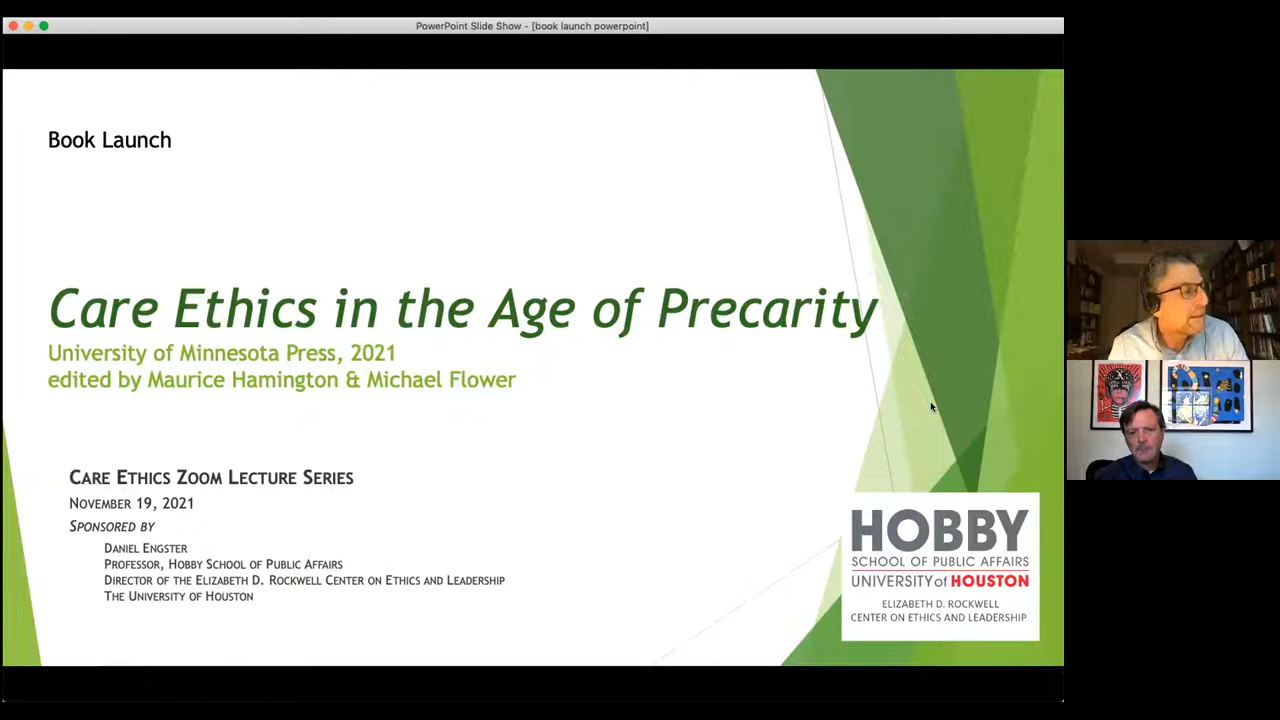 PowerPoint Slide Show - [book launch powerpoint]
Book Launch
Care Ethics in the Age of Precarity
University of Minnesota Press, 2021
edited by Maurice Hamington & Michael Flower
CARE ETHICS ZOOM LECTURE SERIES
NOVEMBER 19, 2021
SPONSORED BY
DANIEL ENGSTER
PROFESSOR, HOBBY SCHOOL OF PUBLIC AFFAIRS
DIRECTOR OF THE ELIZABETH D. ROCKWELL CENTER ON ETHICS AND LEADERSHIP
THE UNIVERSITY OF HOUSTON
HOBBY
SCHOOL OF PUBLIC AFFAIRS
UNIVERSITY of HOUSTON
ELIZABETH D. ROCKWELL
CENTER ON ETHICS AND LEADERSHIP